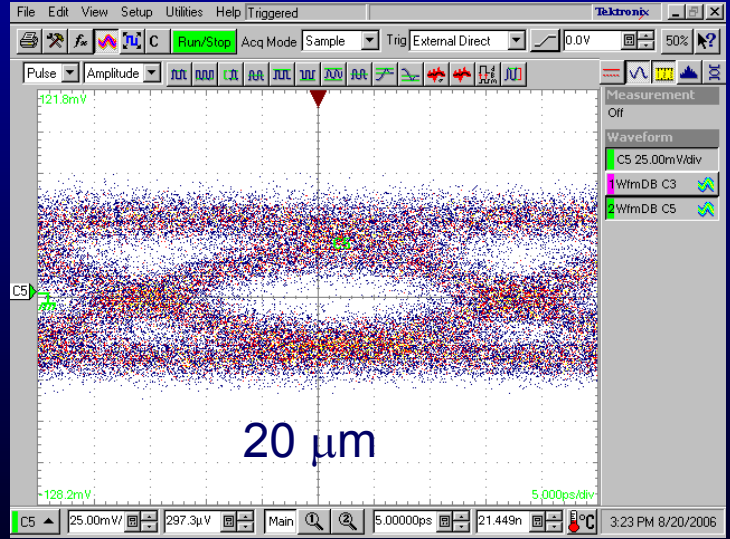 File Edit View Setup Utilities Help Triggered Tektronix
C Run/Stop Acq Mode Sample Trig External Direct 0.0V 50%
Pulse Amplitude
121.8mV
Measurement
Off
Waveform
C5 25.00mV/div
1 WfmDB C3
2 WfmDB C5
C5
C5
20 μm
-128.2mV
5.000ps/div
C5 25.00mV/ 297.3μV Main 1 2 5.00000ps 21.449n °C 3:23 PM 8/20/2006